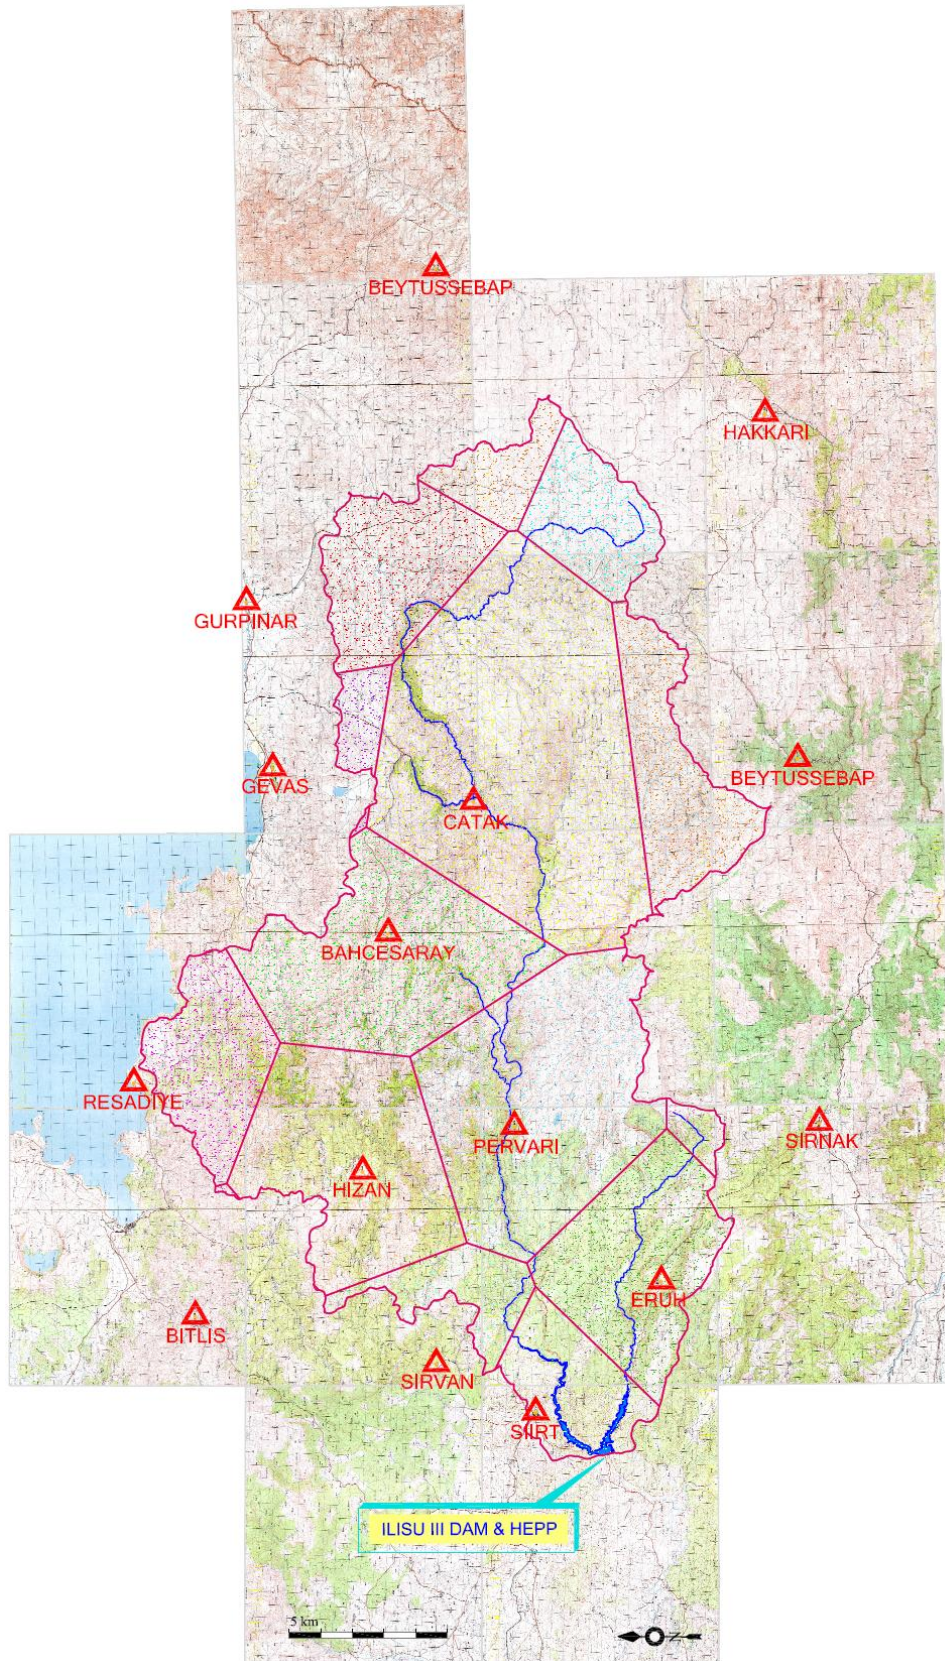 BEYTUSSEBAP
HAKKARI
GURPINAR
GEVAS
BEYTUSSEBAP
CATAK
BAHCESARAY
RESADIYE
PERVARI
SIRNAK
HIZAN
ERUH
BITLIS
SIRVAN
SIIRT
ILISU III DAM & HEPP
5 km
N